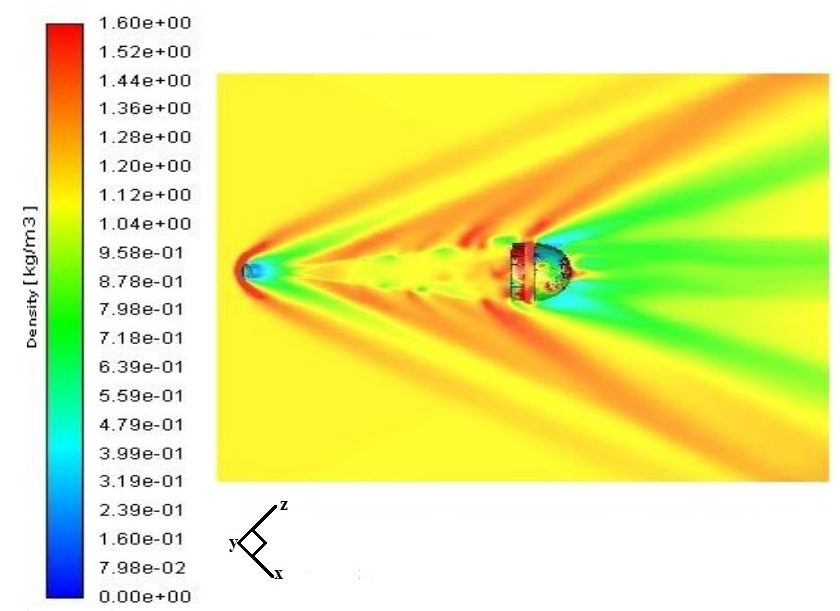 1.60e+00
1.52e+00
1.44e+00
1.36e+00
1.28e+00
1.20e+00
1.12e+00
1.04e+00
9.58e-01
8.78e-01
7.98e-01
7.18e-01
6.39e-01
5.59e-01
4.79e-01
3.99e-01
3.19e-01
2.39e-01
1.60e-01
7.98e-02
0.00e+00
Density [kg/m3]
z
y
x